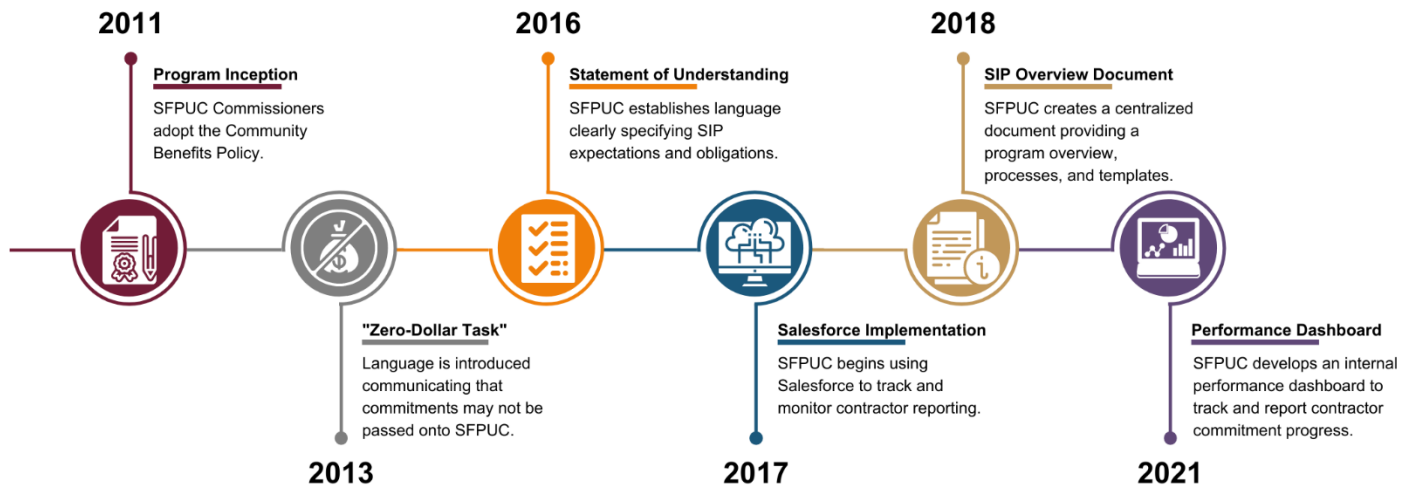 2011
Program Inception
SFPUC Commissioners
adopt the Community
Benefits Policy.
"Zero-Dollar Task"
Language is introduced
communicating that
commitments may not be
passed onto SFPUC.
2013
2016
Statement of Understanding
SFPUC establishes language
clearly specifying SIP
expectations and obligations.
Salesforce Implementation
SFPUC begins using
Salesforce to track and
monitor contractor reporting.
2017
2018
SIP Overview Document
SFPUC creates a centralized
document providing a
program overview,
processes, and templates.
Performance Dashboard
SFPUC develops an internal
performance dashboard to
track and report contractor
commitment progress.
2021